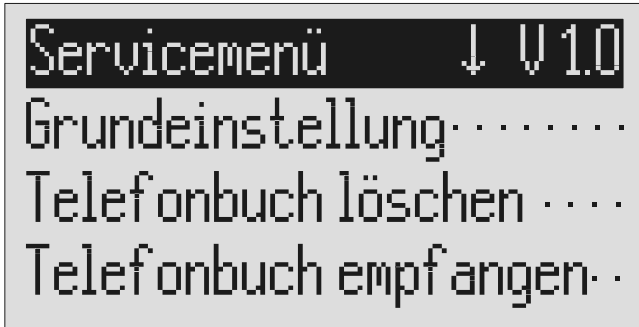 Servicemenü ↓ V1.0
Grundeinstellung········
Telefonbuch löschen ····
Telefonbuch empfangen··